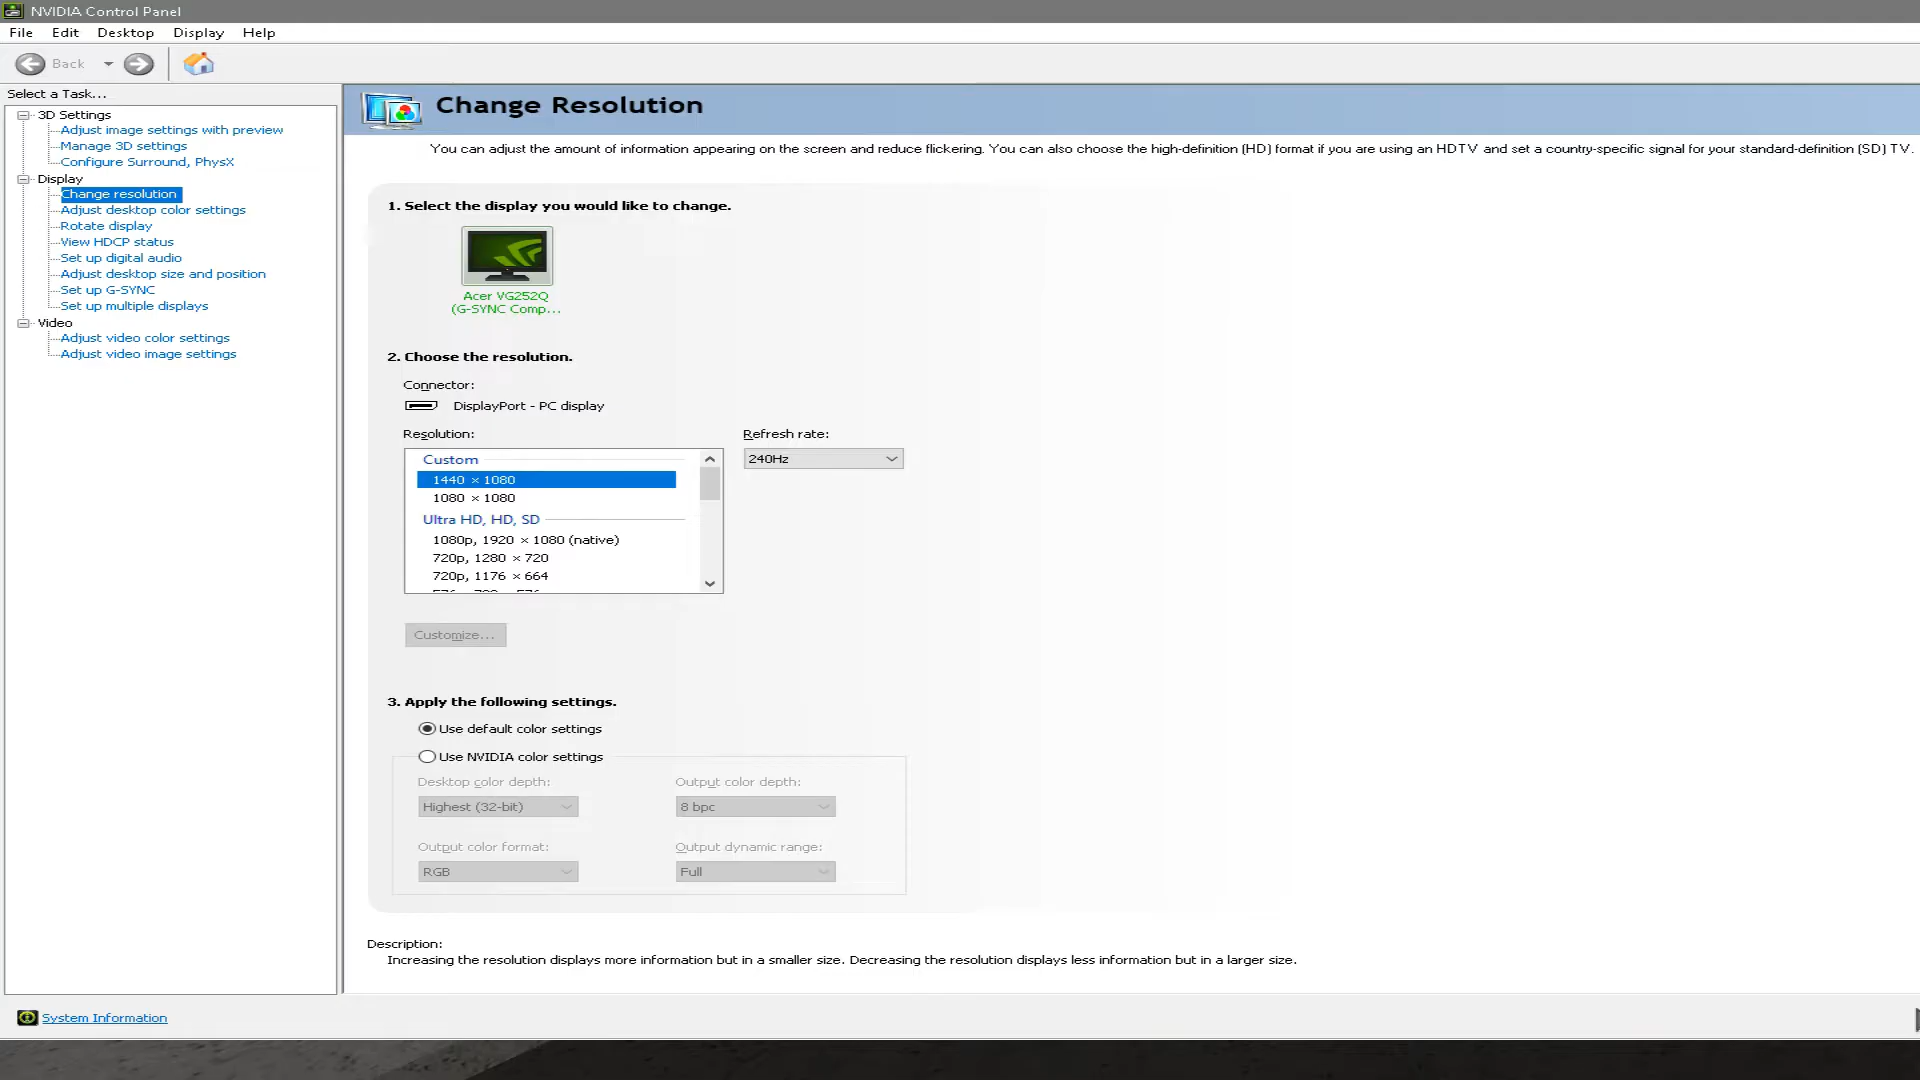 NVIDIA Control Panel
File Edit Desktop Display Help
Back
Select a Task...
3D Settings
Adjust image settings with preview
Manage 3D settings
Configure Surround, PhysX
Display
Change resolution
Adjust desktop color settings
Rotate display
View HDCP status
Set up digital audio
Adjust desktop size and position
Set up G-SYNC
Set up multiple displays
Video
Adjust video color settings
Adjust video image settings
System Information
Change Resolution
You can adjust the amount of information appearing on the screen and reduce flickering. You can also choose the high-definition (HD) format if you are using an HDTV and set a country-specific signal for your standard-definition (SD) TV.
1. Select the display you would like to change.
Acer VG252Q
(G-SYNC Comp...
2. Choose the resolution.
Connector:
DisplayPort - PC display
Resolution:
Refresh rate:
240Hz
Custom
1440 × 1080
1080 × 1080
Ultra HD, HD, SD
1080p, 1920 × 1080 (native)
720p, 1280 × 720
720p, 1176 × 664
Customize...
3. Apply the following settings.
Use default color settings
Use NVIDIA color settings
Desktop color depth: Output color depth:
Highest (32-bit) 8 bpc
Output color format: Output dynamic range:
RGB Full
Description:
Increasing the resolution displays more information but in a smaller size. Decreasing the resolution displays less information but in a larger size.